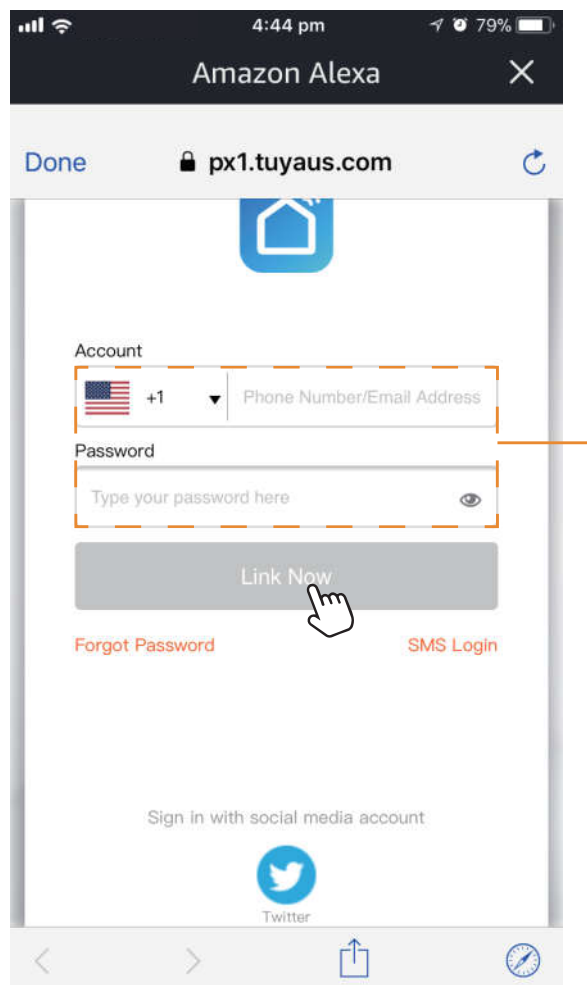 4:44 pm 79%
Amazon Alexa
Done px1.tuyaus.com
Account
+1 Phone Number/Email Address
Password
Type your password here
Link Now
Forgot Password SMS Login
Sign in with social media account
Twitter